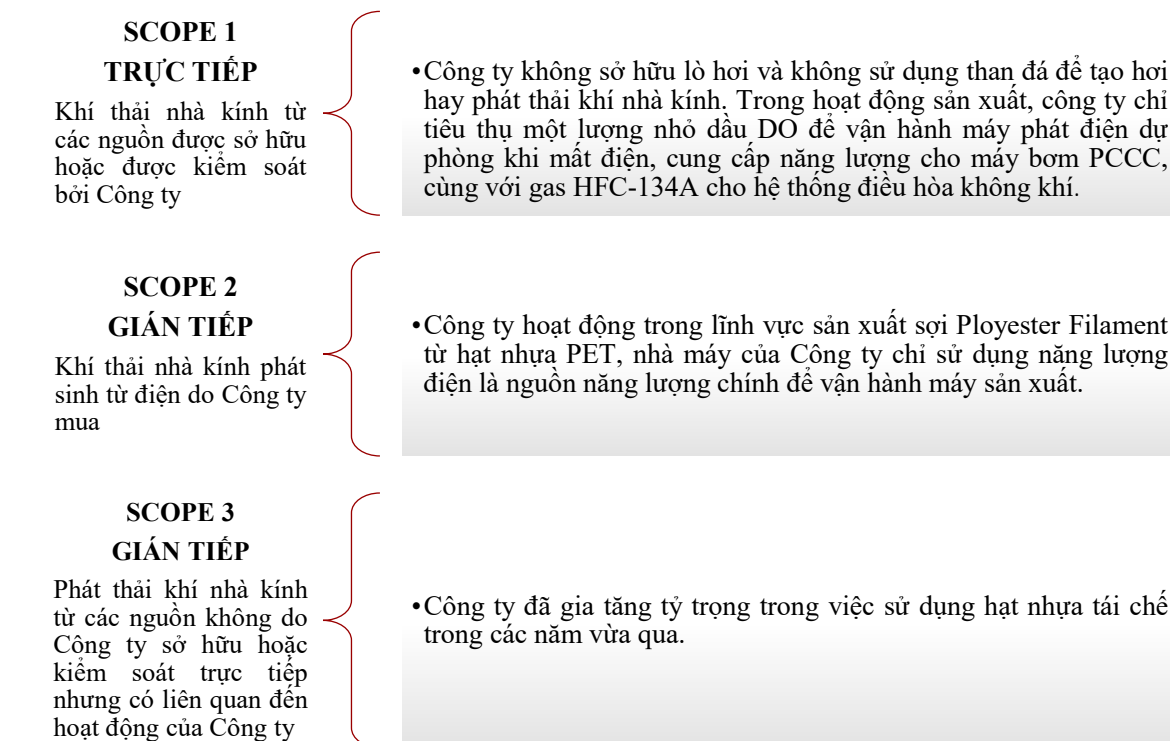 SCOPE 1
TRỰC TIẾP
Khí thải nhà kính từ
các nguồn được sở hữu
hoặc được kiểm soát
bởi Công ty
•Công ty không sở hữu lò hơi và không sử dụng than đá để tạo hơi
hay phát thải khí nhà kính. Trong hoạt động sản xuất, công ty chỉ
tiêu thụ một lượng nhỏ dầu DO để vận hành máy phát điện dự
phòng khi mất điện, cung cấp năng lượng cho máy bơm PCCC,
cùng với gas HFC-134A cho hệ thống điều hòa không khí.
SCOPE 2
GIÁN TIẾP
Khí thải nhà kính phát
sinh từ điện do Công ty
mua
•Công ty hoạt động trong lĩnh vực sản xuất sợi Ployester Filament
từ hạt nhựa PET, nhà máy của Công ty chỉ sử dụng năng lượng
điện là nguồn năng lượng chính để vận hành máy sản xuất.
SCOPE 3
GIÁN TIẾP
Phát thải khí nhà kính
từ các nguồn không do
Công ty sở hữu hoặc
kiểm soát trực tiếp
nhưng có liên quan đến
hoạt động của Công ty
•Công ty đã gia tăng tỷ trọng trong việc sử dụng hạt nhựa tái chế
trong các năm vừa qua.